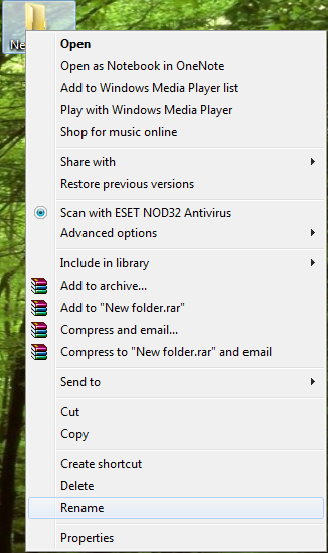 Ne
Open
Open as Notebook in OneNote
Add to Windows Media Player list
Play with Windows Media Player
Shop for music online
Share with
Restore previous versions
Scan with ESET NOD32 Antivirus
Advanced options
Include in library
Add to archive...
Add to "New folder.rar"
Compress and email...
Compress to "New folder.rar" and email
Send to
Cut
Copy
Create shortcut
Delete
Rename
Properties